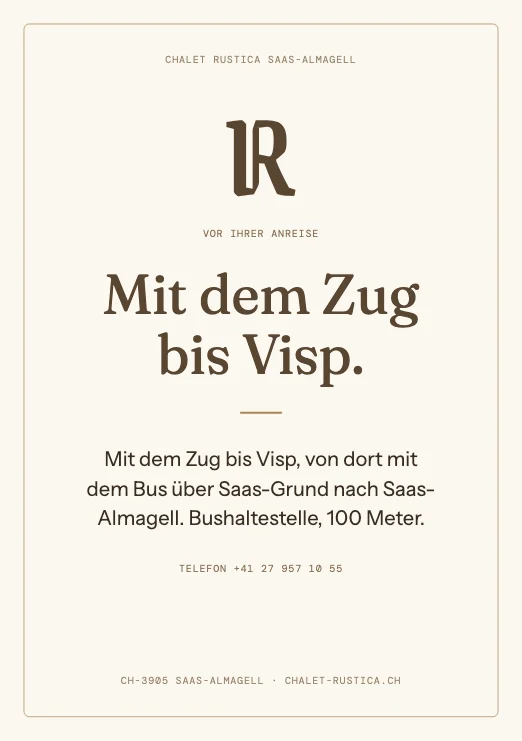 CHALET RUSTICA SAAS-ALMAGELL
R
VOR IHRER ANREISE
Mit dem Zug
bis Visp.
Mit dem Zug bis Visp, von dort mit
dem Bus über Saas-Grund nach Saas-
Almagell. Bushaltestelle, 100 Meter.
TELEFON +41 27 957 10 55
CH-3905 SAAS-ALMAGELL · CHALET-RUSTICA.CH